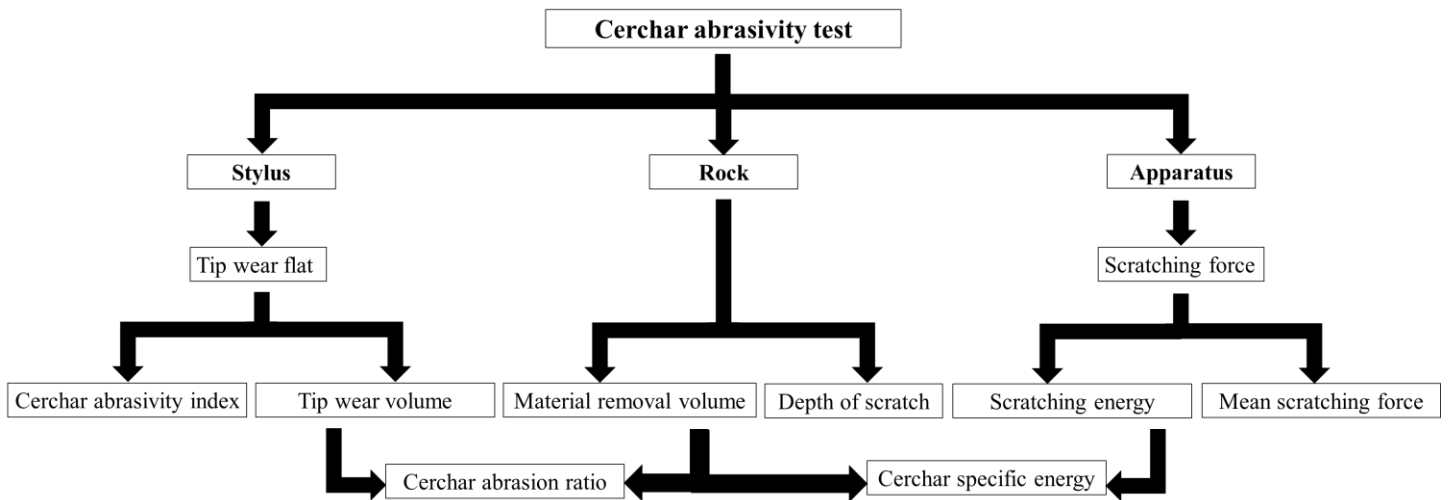 Cerchar abrasivity test
Stylus
Rock
Apparatus
Tip wear flat
Scratching force
Cerchar abrasivity index
Tip wear volume
Material removal volume
Depth of scratch
Scratching energy
Mean scratching force
Cerchar abrasion ratio
Cerchar specific energy